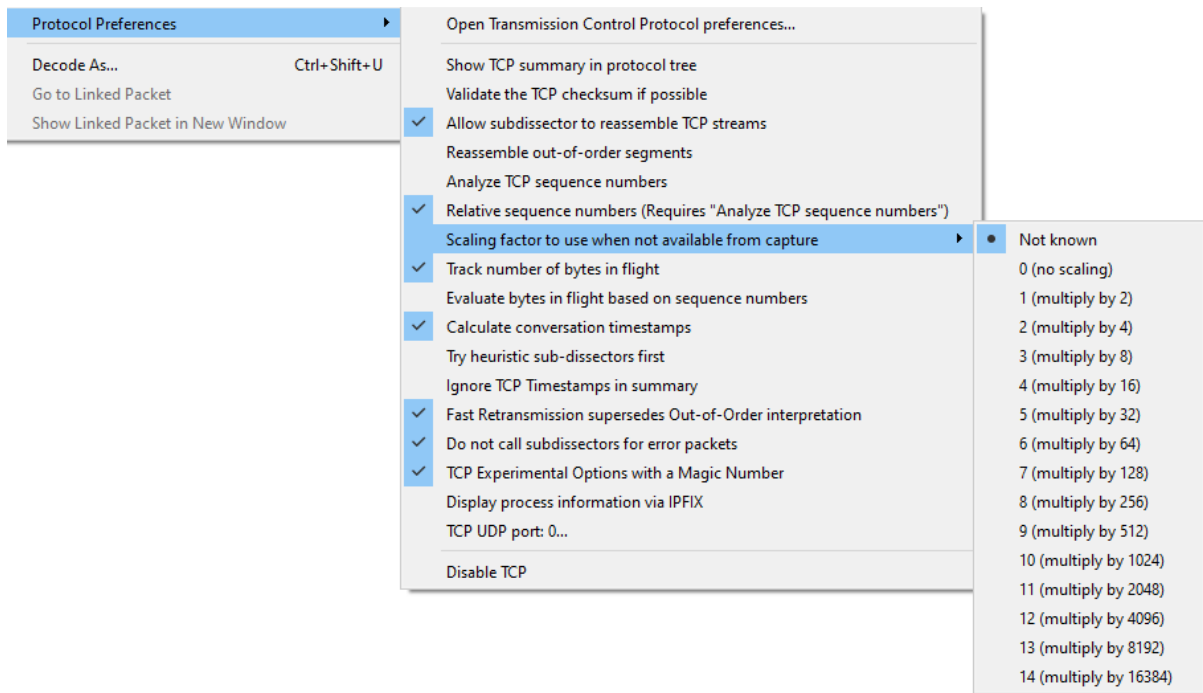 Protocol Preferences
Decode As... Ctrl+Shift+U
Go to Linked Packet
Show Linked Packet in New Window
Open Transmission Control Protocol preferences...
Show TCP summary in protocol tree
Validate the TCP checksum if possible
Allow subdissector to reassemble TCP streams
Reassemble out-of-order segments
Analyze TCP sequence numbers
Relative sequence numbers (Requires "Analyze TCP sequence numbers")
Scaling factor to use when not available from capture
Track number of bytes in flight
Evaluate bytes in flight based on sequence numbers
Calculate conversation timestamps
Try heuristic sub-dissectors first
Ignore TCP Timestamps in summary
Fast Retransmission supersedes Out-of-Order interpretation
Do not call subdissectors for error packets
TCP Experimental Options with a Magic Number
Display process information via IPFIX
TCP UDP port: 0...
Disable TCP
Not known
0 (no scaling)
1 (multiply by 2)
2 (multiply by 4)
3 (multiply by 8)
4 (multiply by 16)
5 (multiply by 32)
6 (multiply by 64)
7 (multiply by 128)
8 (multiply by 256)
9 (multiply by 512)
10 (multiply by 1024)
11 (multiply by 2048)
12 (multiply by 4096)
13 (multiply by 8192)
14 (multiply by 16384)